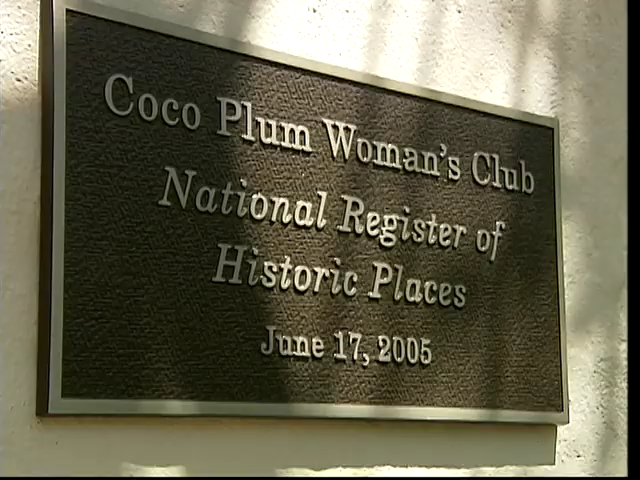 Coco Plum Woman's Club
National Register of
Historic Places
June 17, 2005